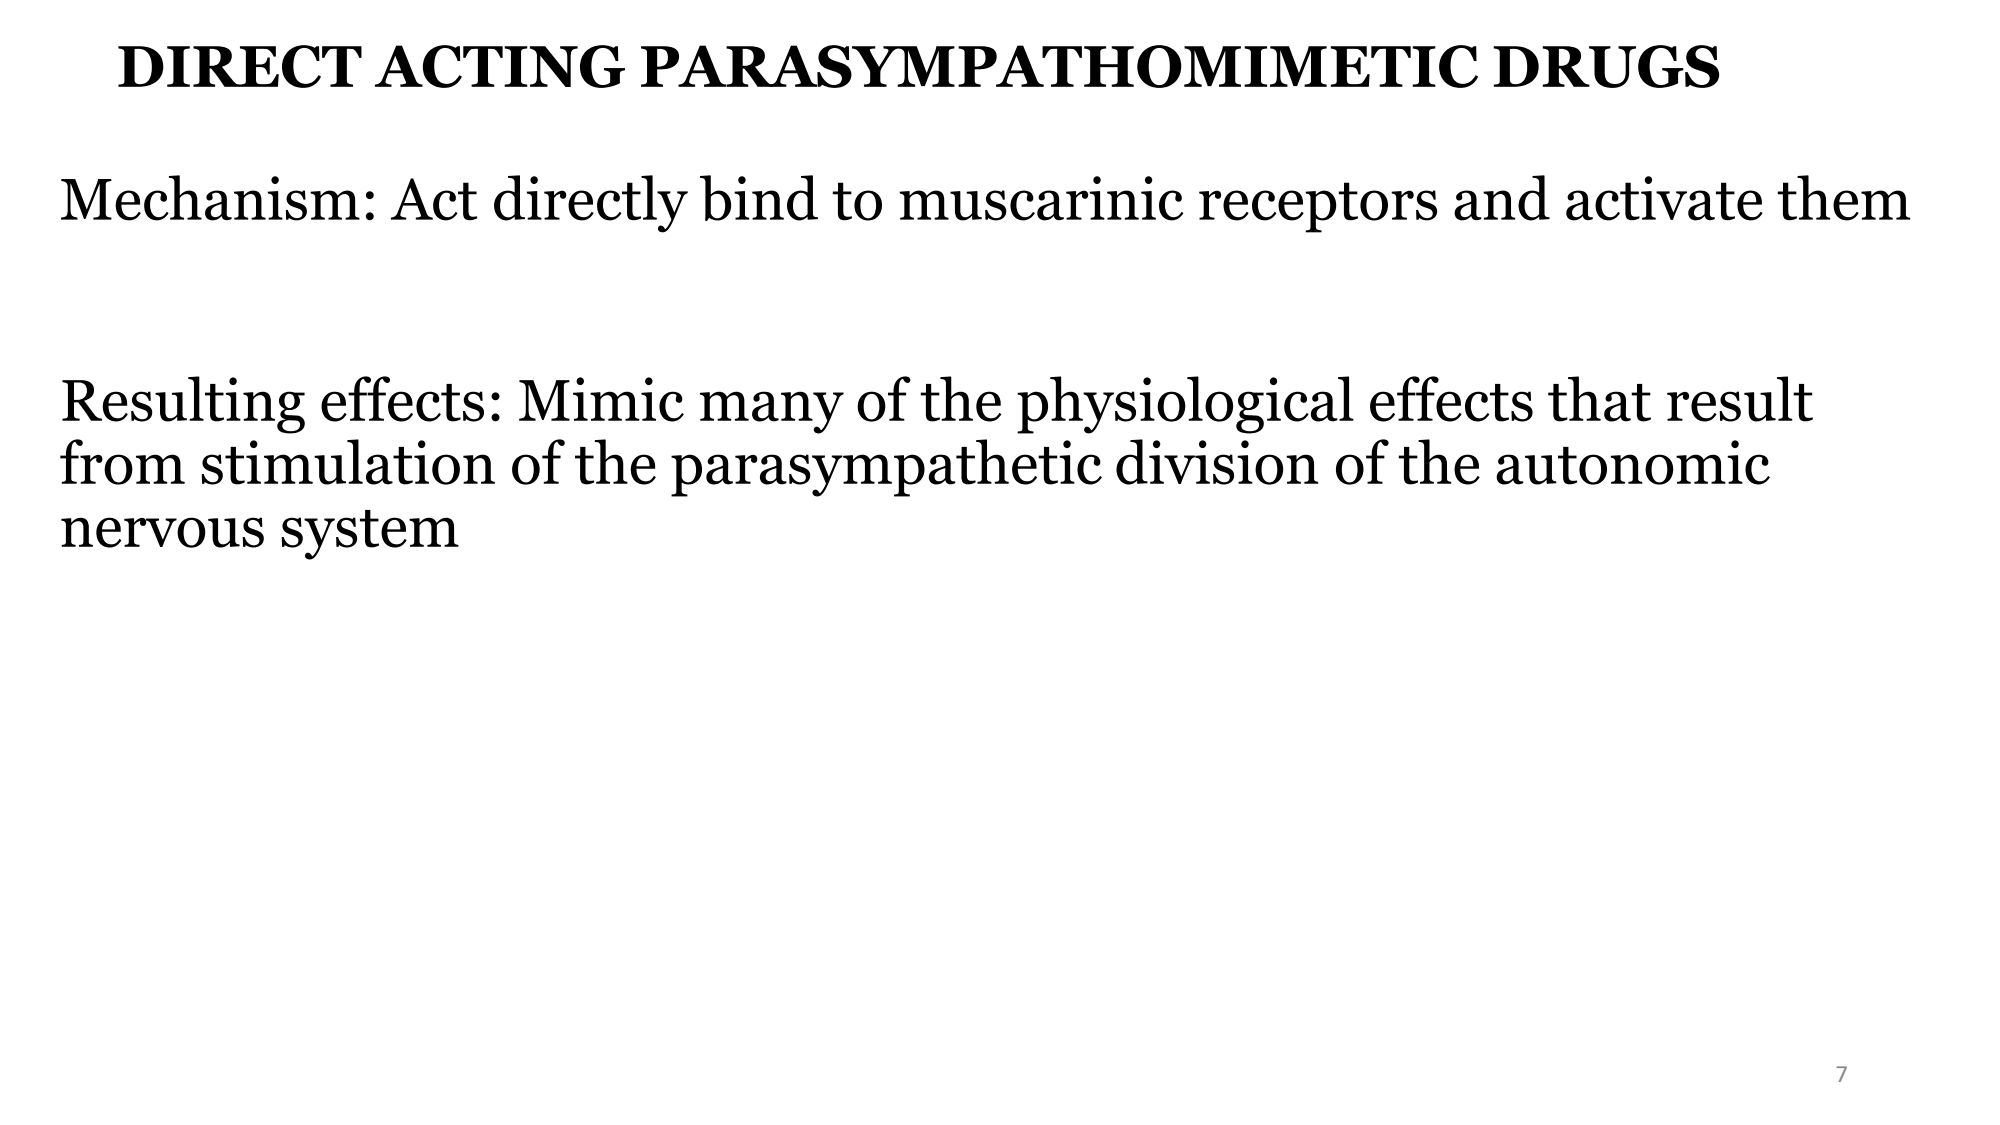 DIRECT ACTING PARASYMPATHOMIMETIC DRUGS
Mechanism: Act directly bind to muscarinic receptors and activate them
Resulting effects: Mimic many of the physiological effects that result
from stimulation of the parasympathetic division of the autonomic
nervous system
7